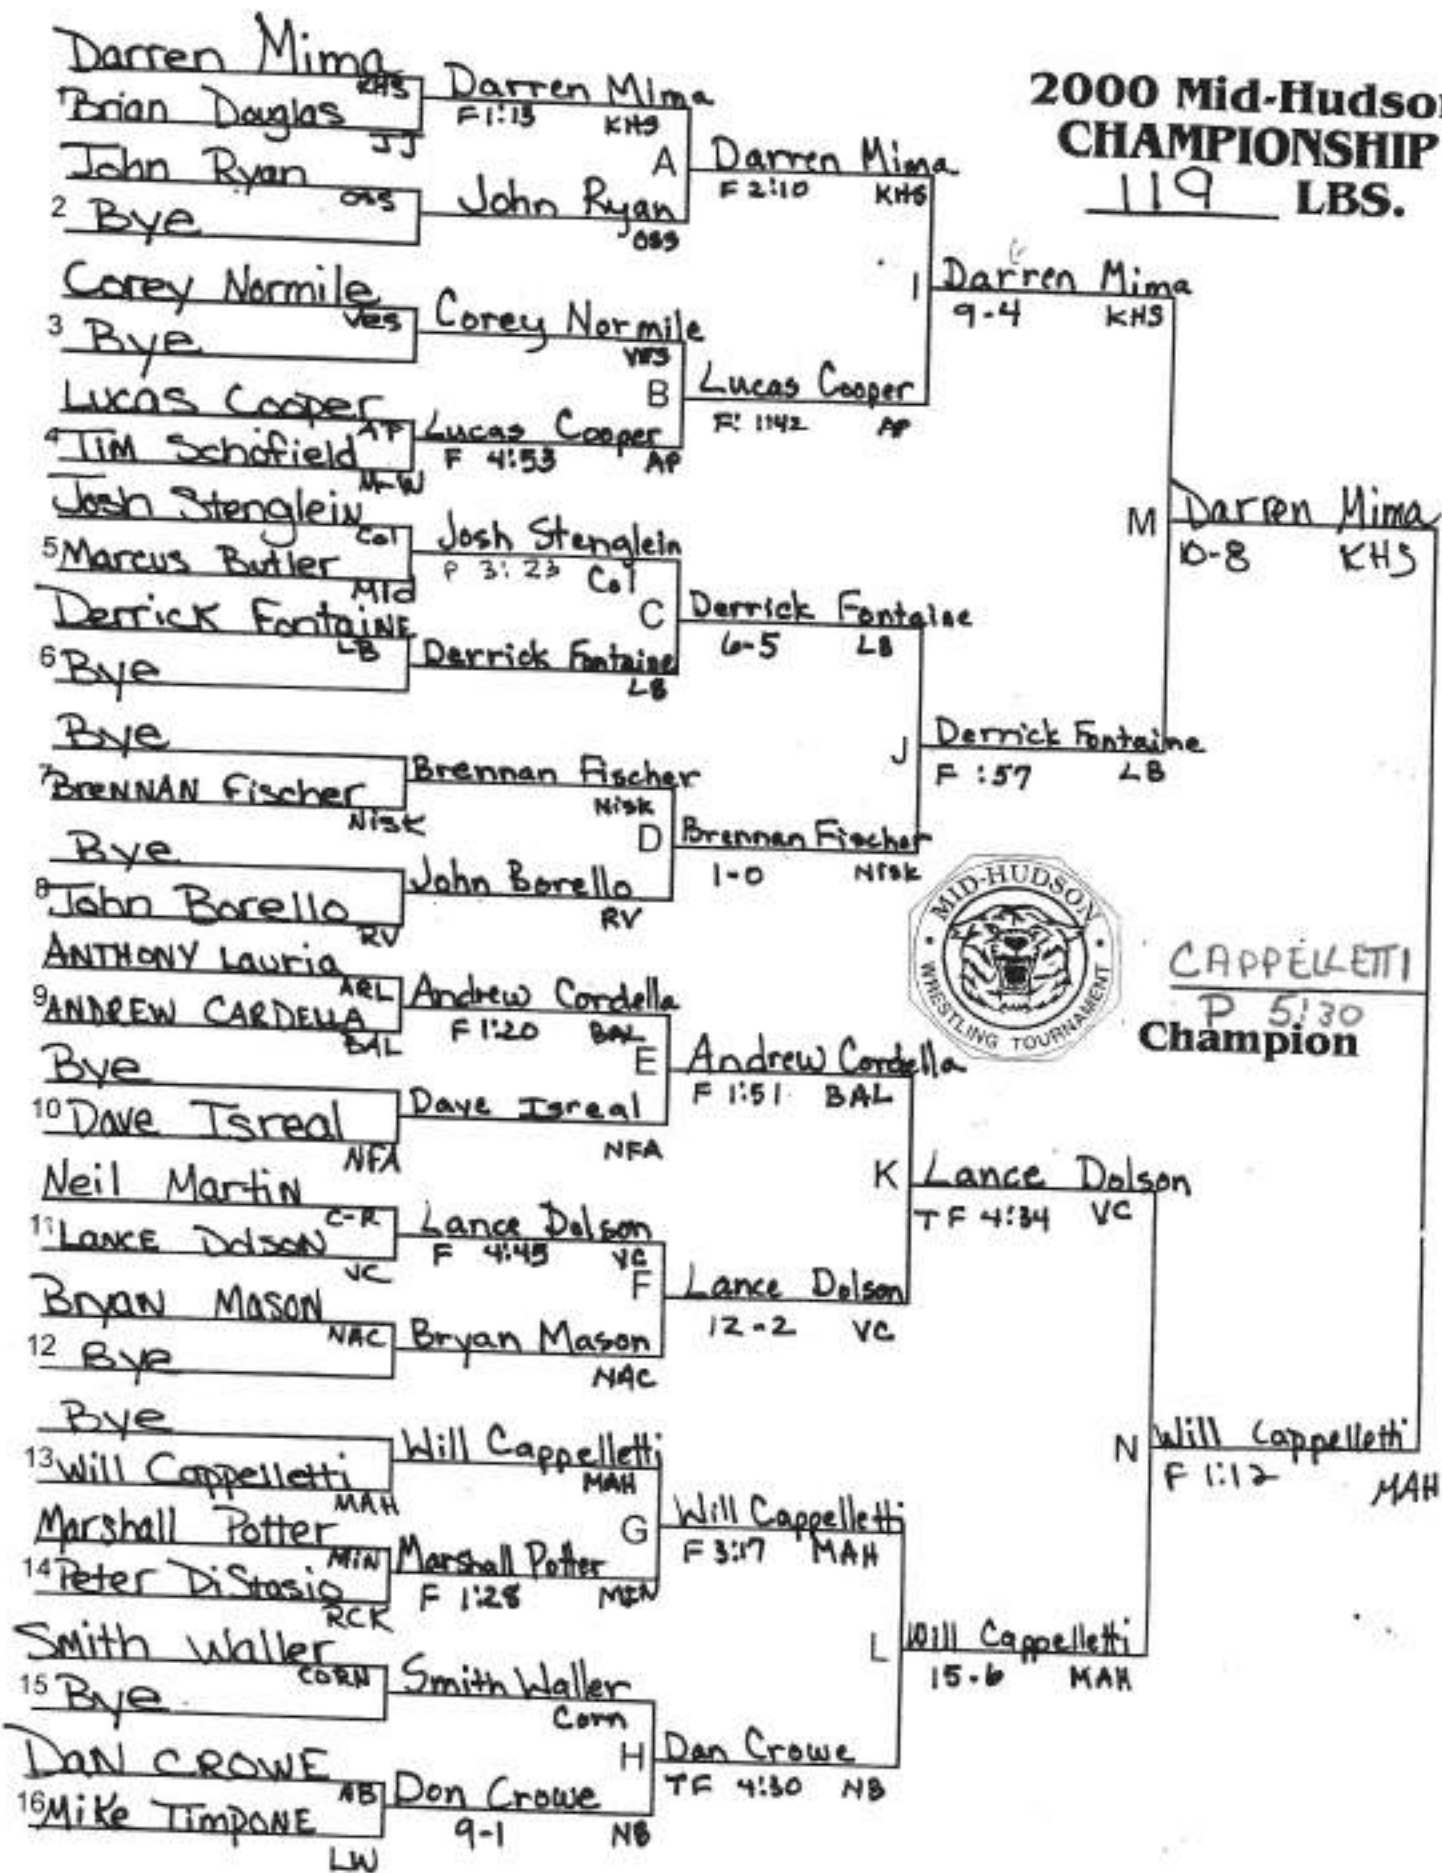 2000 Mid-Hudson
CHAMPIONSHIP
119 LBS.
Darren Mima
KHS
Brian Douglas
JJ
John Ryan
OSS
2 Bye
Corey Normile
VES
3 Bye
Lucas Cooper
AP
4 TIM Schofield
M-W
Josh Stenglein
Col
5 Marcus Butler
Mid
Derrick Fontaine
LB
6 Bye
Bye
7 BRENNAN Fischer
Nisk
Bye
8 John Borello
RV
ANTHONY Lauria
ARL
9 ANDREW CARDELLA
BAL
Bye
10 Dave Isreal
NFA
Neil Martin
C-R
11 LANCE Dolson
VC
Bryan Mason
NAC
12 Bye
Bye
13 Will Cappelletti
MAH
Marshall Potter
MIN
14 Peter DiStasio
RCK
Smith Waller
CORN
15 Bye
DAN CROWE
NB
16 Mike TIMPONE
LW
Darren Mima
F 1:13 KHS
A
John Ryan
OSS
Corey Normile
VES
B
Lucas Cooper
F 4:53 AP
Josh Stenglein
P 3:23 Col
C
Derrick Fontaine
LB
Brennan Fischer
Nisk
D
John Borello
RV
Andrew Cordella
F 1:20 BAL
E
Dave Isreal
NFA
Lance Dolson
F 4:45 VC
F
Bryan Mason
NAC
Will Cappelletti
MAH
G
Marshall Potter
F 1:28 MIN
Smith Waller
Corn
H
Don Crowe
9-1 NB
Darren Mima
F 2:10 KHS
I
Lucas Cooper
F: 1:42 AP
Derrick Fontaine
6-5 LB
J
Brennan Fischer
1-0 Nisk
Andrew Cordella
F 1:51 BAL
K
Lance Dolson
12-2 VC
Will Cappelletti
F 3:17 MAH
L
Dan Crowe
TF 4:30 NB
Darren Mima
9-4 KHS
M
Derrick Fontaine
F :57 LB
Lance Dolson
TF 4:34 VC
N
Will Cappelletti
15-6 MAH
Darren Mima
10-8 KHS
Will Cappelletti
F 1:12 MAH
MID-HUDSON
WRESTLING TOURNAMENT
CAPPELLETTI
P 5:30
Champion